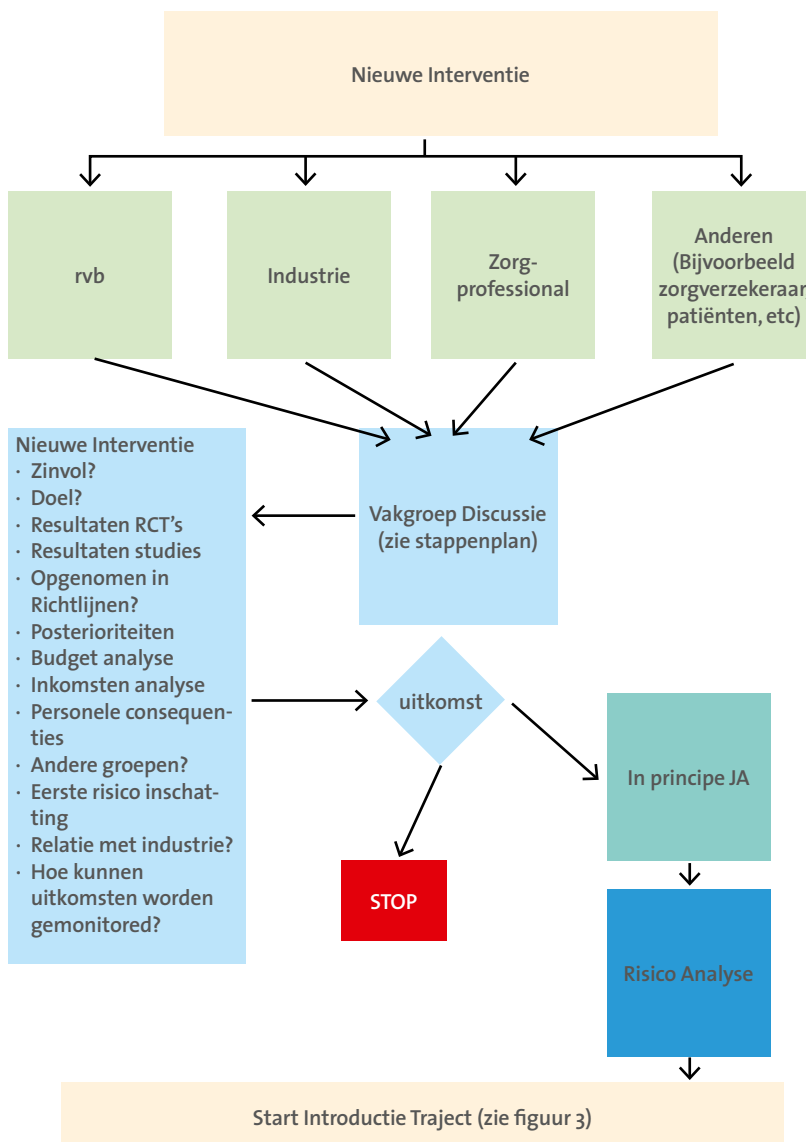 Nieuwe Interventie
rvb
Industrie
Zorg-
professional
Anderen
(Bijvoorbeeld
zorgverzekeraar
patiënten, etc)
Nieuwe Interventie
· Zinvol?
· Doel?
· Resultaten RCT's
· Resultaten studies
· Opgenomen in
Richtlijnen?
· Posterioriteiten
· Budget analyse
· Inkomsten analyse
· Personele consequen-
ties
· Andere groepen?
· Eerste risico inschat-
ting
· Relatie met industrie?
· Hoe kunnen
uitkomsten worden
gemonitored?
Vakgroep Discussie
(zie stappenplan)
uitkomst
STOP
In principe JA
Risico Analyse
Start Introductie Traject (zie figuur 3)